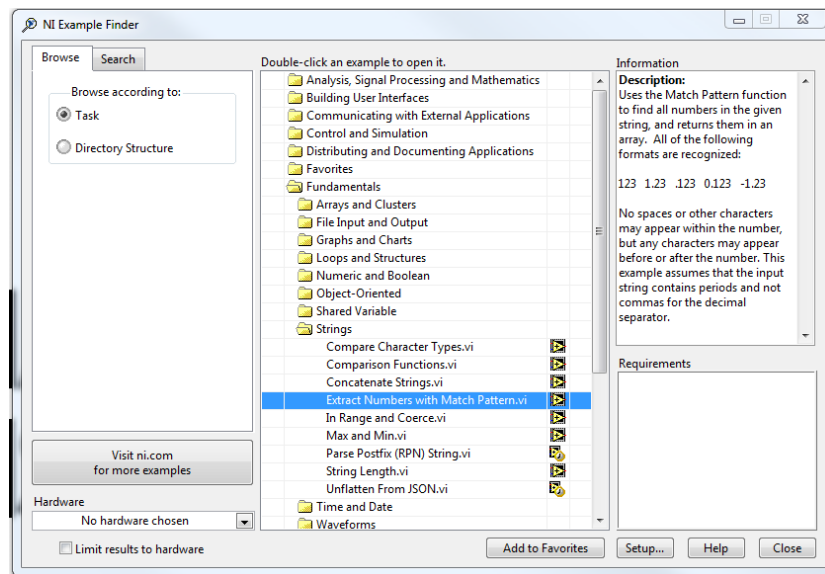 NI Example Finder
Browse
Search
Browse according to:
Task
Directory Structure
Visit ni.com
for more examples
Hardware
No hardware chosen
Limit results to hardware
Double-click an example to open it.
Analysis, Signal Processing and Mathematics
Building User Interfaces
Communicating with External Applications
Control and Simulation
Distributing and Documenting Applications
Favorites
Fundamentals
Arrays and Clusters
File Input and Output
Graphs and Charts
Loops and Structures
Numeric and Boolean
Object-Oriented
Shared Variable
Strings
Compare Character Types.vi
Comparison Functions.vi
Concatenate Strings.vi
Extract Numbers with Match Pattern.vi
In Range and Coerce.vi
Max and Min.vi
Parse Postfix (RPN) String.vi
String Length.vi
Unflatten From JSON.vi
Time and Date
Waveforms
Information
Description:
Uses the Match Pattern function
to find all numbers in the given
string, and returns them in an
array. All of the following
formats are recognized:
123 1.23 .123 0.123 -1.23
No spaces or other characters
may appear within the number,
but any characters may appear
before or after the number. This
example assumes that the input
string contains periods and not
commas for the decimal
separator.
Requirements
Add to Favorites
Setup...
Help
Close